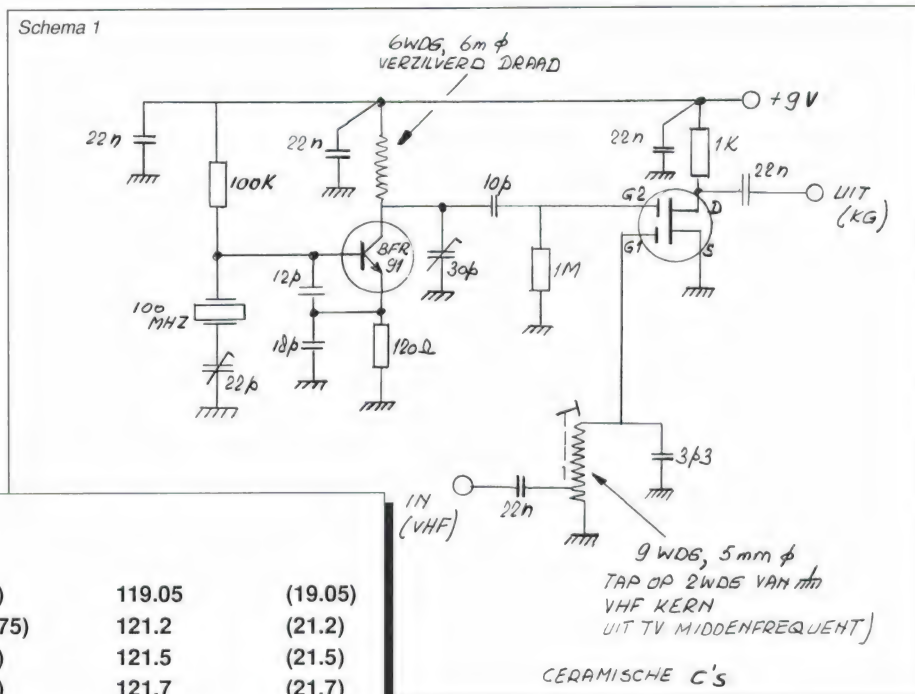 Schema 1
6WDG, 6m φ
VERZILVERD DRAAD
+9V
22n
100K
22n
10p
22n
1K
22n
UIT
(KG)
G2
D
G1
S
BFR
91
12p
30p
1M
100
MHZ
18p
120Ω
22p
3p3
IN
(VHF)
22n
9 WDG, 5mm φ
TAP OP 2WDG VAN
VHF KERN
UIT TV MIDDENFREQUENT)
CERAMISCHE C'S
) 119.05 (19.05)
75) 121.2 (21.2)
) 121.5 (21.5)
) 121.7 (21.7)